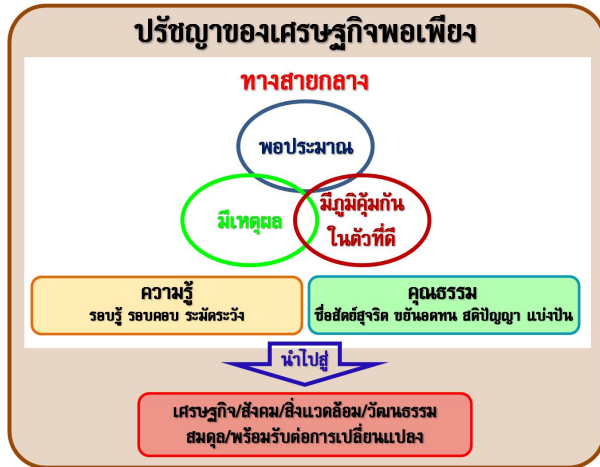 ปรัชญาของเศรษฐกิจพอเพียง
ทางสายกลาง
พอประมาณ
มีเหตุผล
มีภูมิคุ้มกัน
ในตัวที่ดี
ความรู้
รอบรู้ รอบคอบ ระมัดระวัง
คุณธรรม
ซื่อสัตย์สุจริต ขยันอดทน สติปัญญา แบ่งปัน
นำไปสู่
เศรษฐกิจ/สังคม/สิ่งแวดล้อม/วัฒนธรรม
สมดุล/พร้อมรับต่อการเปลี่ยนแปลง